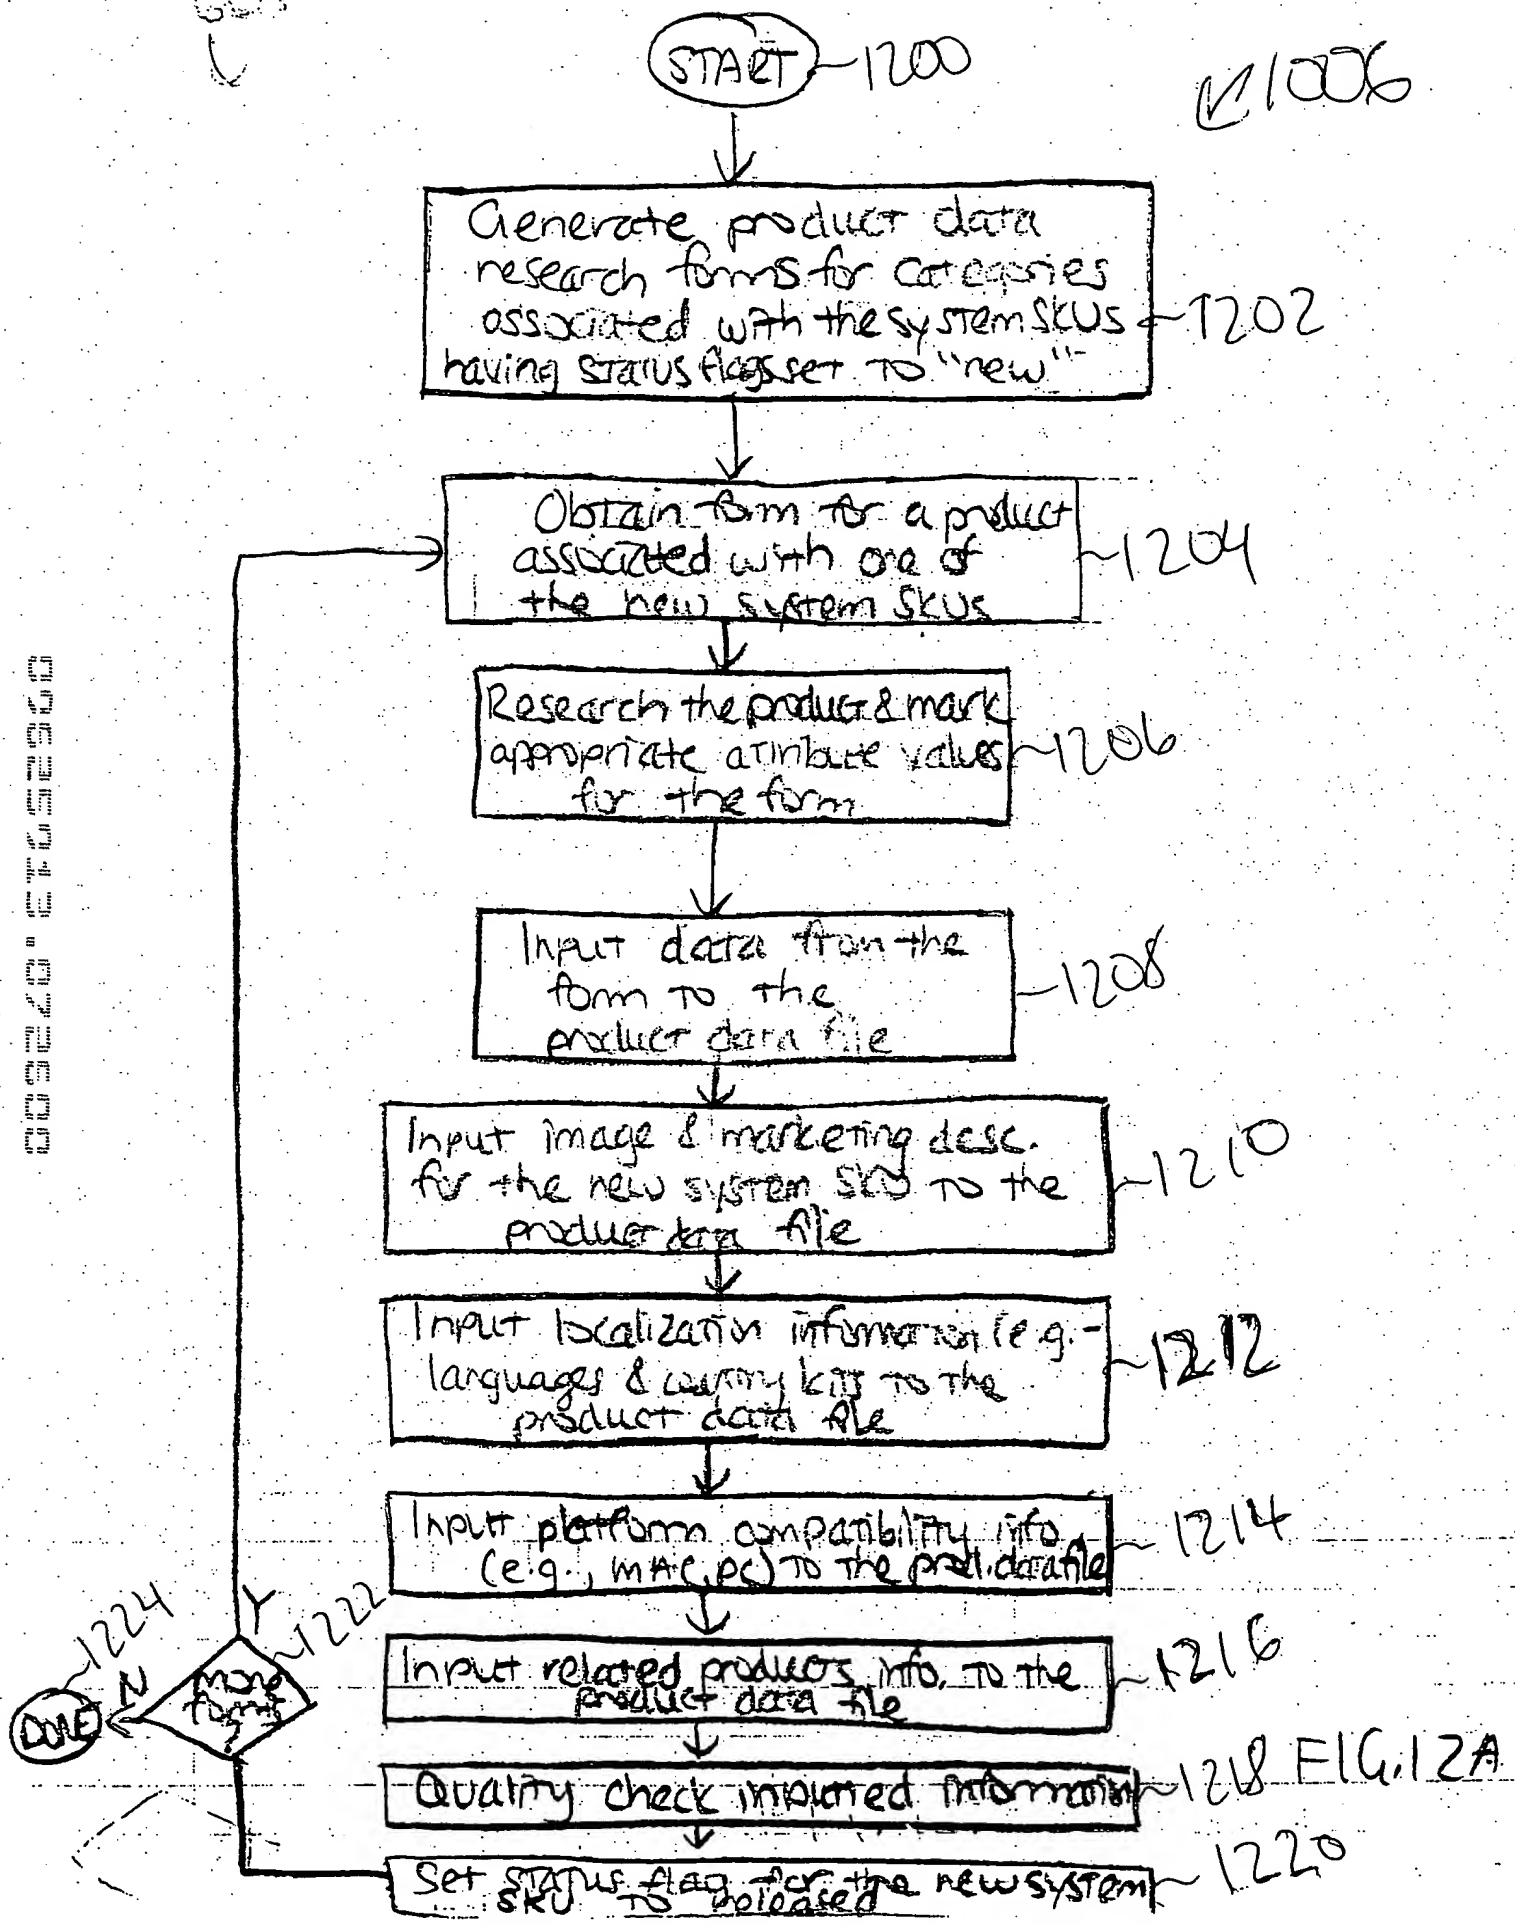 START 1200
1006
Generate product data
research forms for categories
associated with the system SKUs 1202
having status flags set to "new"
Obtain form for a product
associated with one of 1204
the new system SKUs
Research the product & mark
appropriate attribute values 1206
for the form
Input data from the
form to the 1208
product data file
Input image & marketing desc.
for the new system SKU to the 1210
product data file
Input localization information (e.g.-
languages & country kits to the 1212
product data file
Input platform compatibility info
(e.g., MAC, PC) to the prod. data file 1214
Y
1224 1222
Input related products info. to the 1216
product data file
DONE N more
forms
?
Quality check inputted information 1218 FIG. 12A
Set status flag for the new system 1220
SKU to released